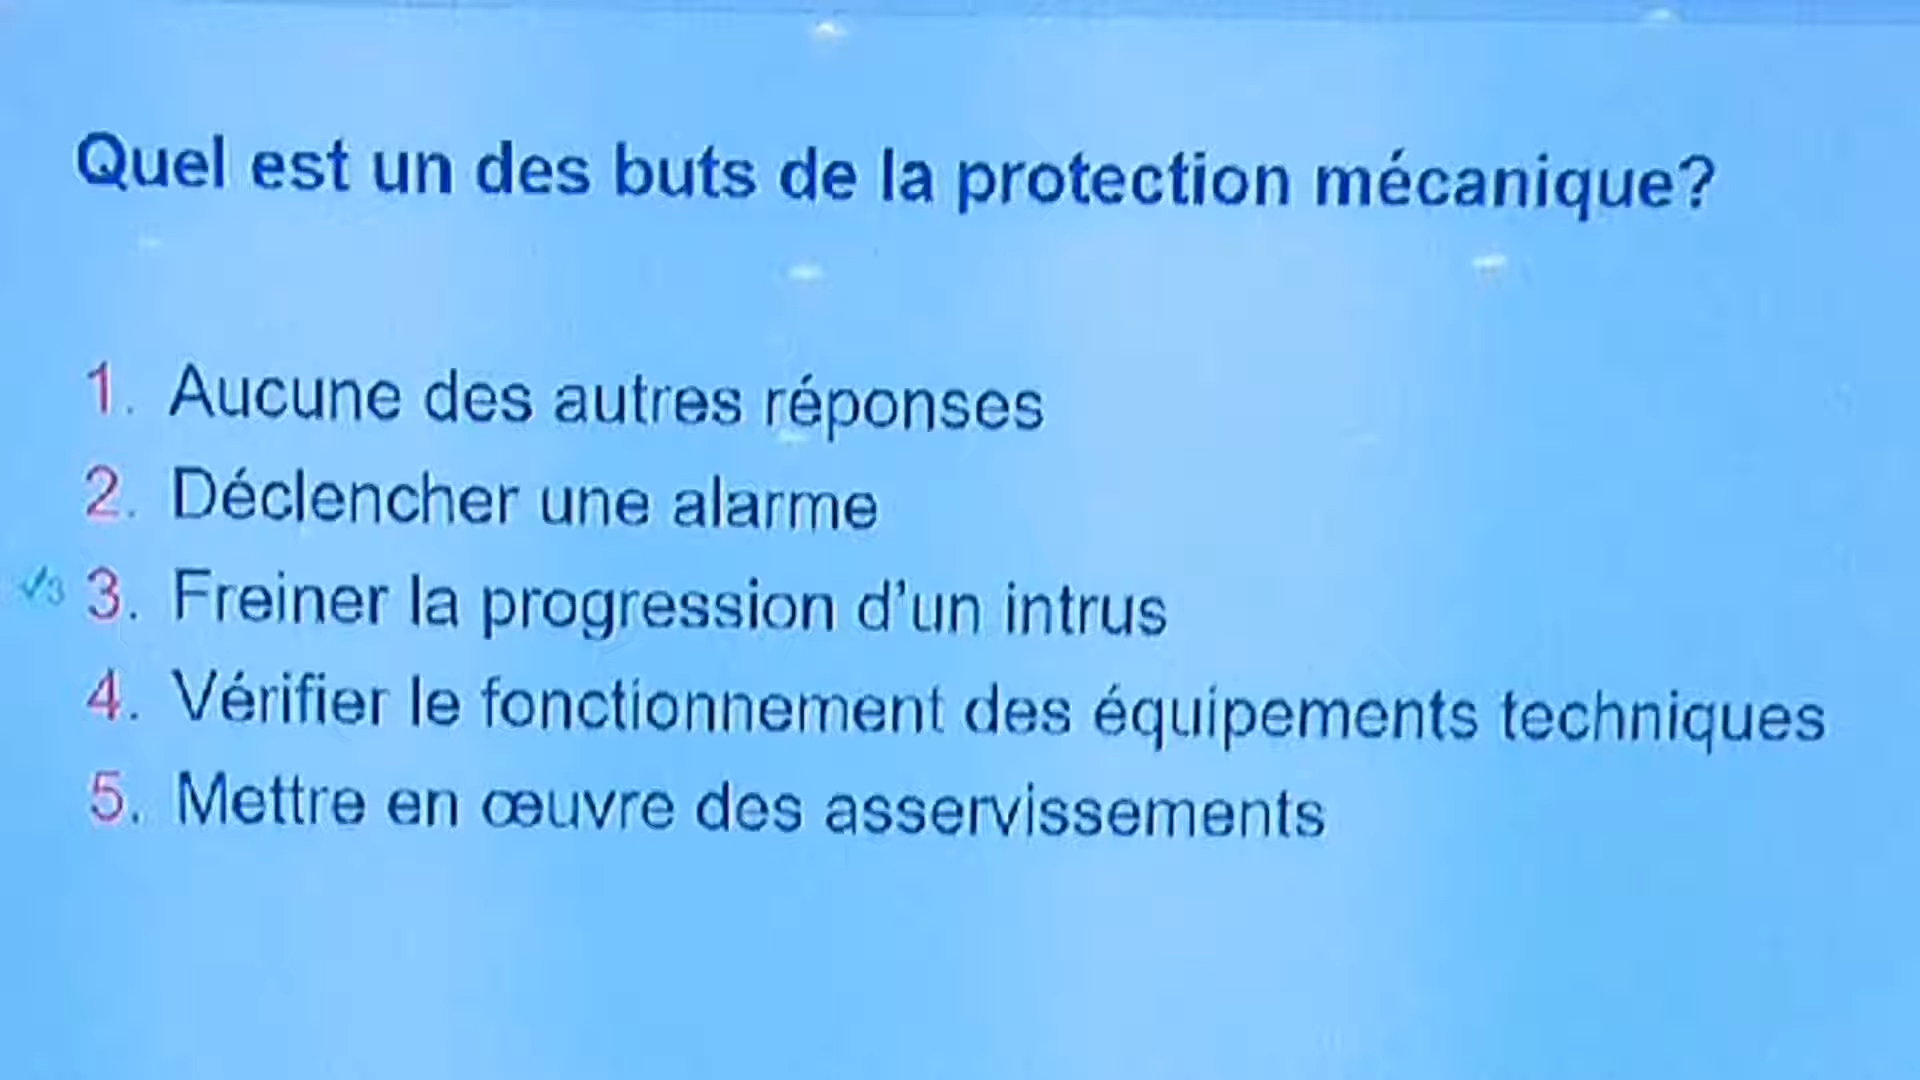 Quel est un des buts de la protection mécanique?
1. Aucune des autres réponses
2. Déclencher une alarme
√3 3. Freiner la progression d'un intrus
4. Vérifier le fonctionnement des équipements techniques
5. Mettre en œuvre des asservissements